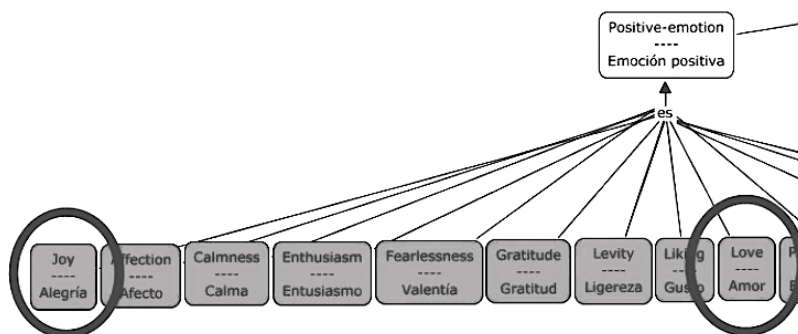 Positive-emotion
----
Emoción positiva
es
Joy
----
Alegría
Affection
----
Afecto
Calmness
----
Calma
Enthusiasm
----
Entusiasmo
Fearlessness
----
Valentía
Gratitude
----
Gratitud
Levity
----
Ligereza
Liking
----
Gusto
Love
----
Amor